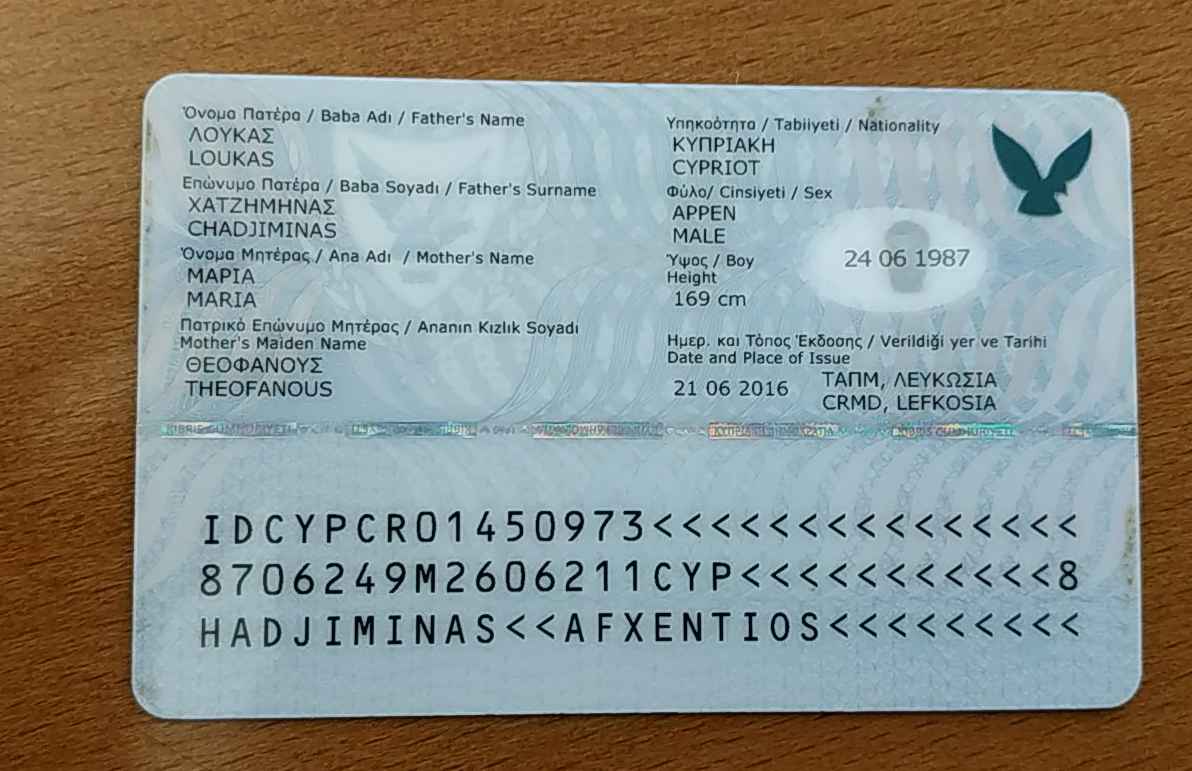 Όνομα Πατέρα / Baba Adı / Father's Name
ΛΟΥΚΑΣ
LOUKAS
Επώνυμο Πατέρα / Baba Soyadı / Father's Surname
ΧΑΤΖΗΜΗΝΑΣ
CHADJIMINAS
Όνομα Μητέρας / Ana Adı / Mother's Name
ΜΑΡΙΑ
MARIA
Πατρικό Επώνυμο Μητέρας / Ananın Kızlık Soyadi
Mother's Maiden Name
ΘΕΟΦΑΝΟΥΣ
THEOFANOUS
Υπηκοότητα / Tabiiyeti / Nationality
ΚΥΠΡΙΑΚΗ
CYPRIOT
Φύλο/ Cinsiyeti / Sex
ΑΡΡΕΝ
MALE
Ύψος / Boy
Height
169 cm
24 06 1987
Ημερ. και Τόπος Έκδοσης / Verildiği yer ve Tarihi
Date and Place of Issue
21 06 2016
ΤΑΠΜ, ΛΕΥΚΩΣΙΑ
CRMD, LEFKOSIA
KIBRIS CUMHURIYETI
IDCYPCR01450973<<<<<<<<<<<<<<<
8706249M2606211CYP<<<<<<<<<<<8
HADJIMINAS<<AFXENTIOS<<<<<<<<<